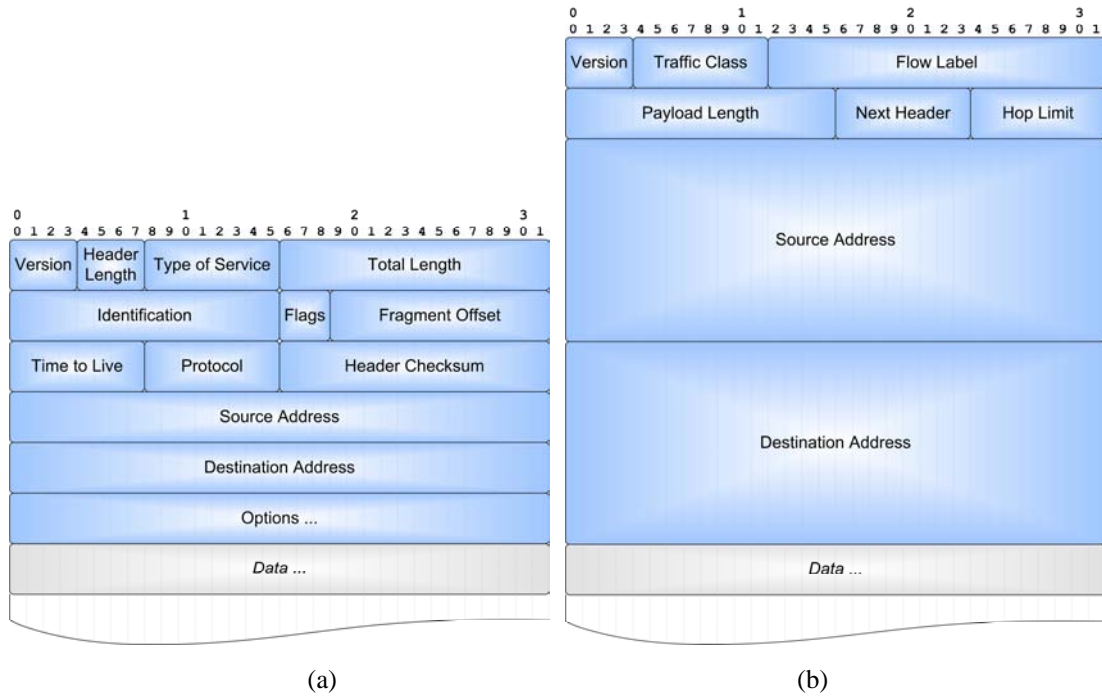 0 1 2 3
0 1 2 3 4 5 6 7 8 9 0 1 2 3 4 5 6 7 8 9 0 1 2 3 4 5 6 7 8 9 0 1
Version Header Length Type of Service Total Length
Identification Flags Fragment Offset
Time to Live Protocol Header Checksum
Source Address
Destination Address
Options ...
Data ...
(a)
0 1 2 3
0 1 2 3 4 5 6 7 8 9 0 1 2 3 4 5 6 7 8 9 0 1 2 3 4 5 6 7 8 9 0 1
Version Traffic Class Flow Label
Payload Length Next Header Hop Limit
Source Address
Destination Address
Data ...
(b)